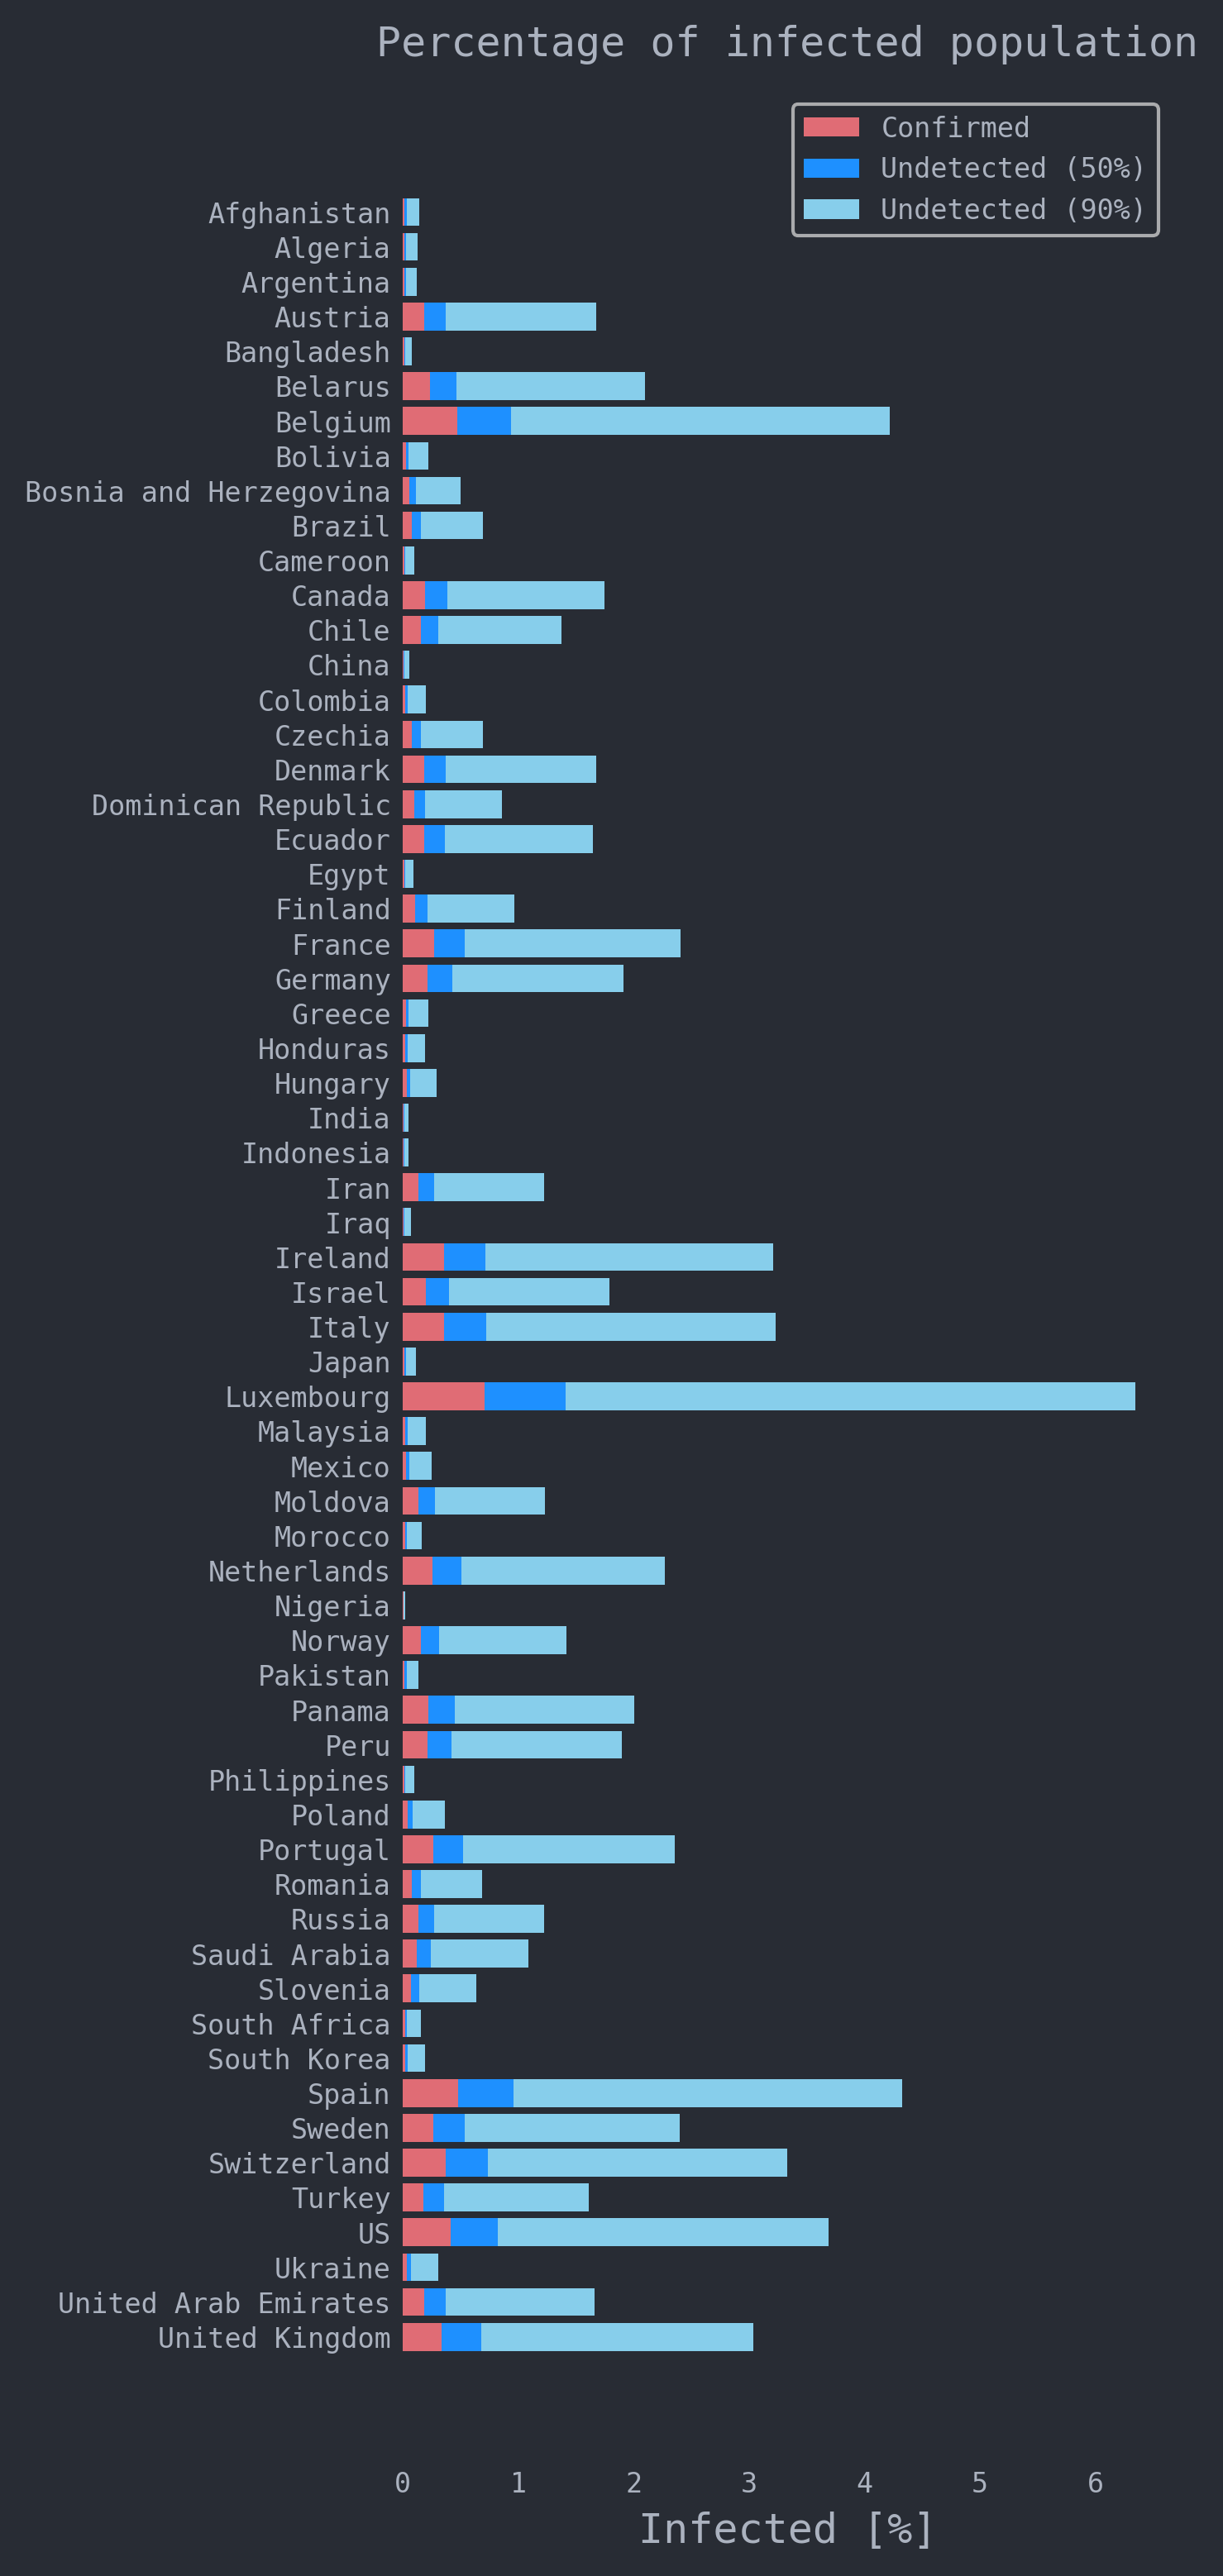 Percentage of infected population
Confirmed
Undetected (50%)
Undetected (90%)
Afghanistan
Algeria
Argentina
Austria
Bangladesh
Belarus
Belgium
Bolivia
Bosnia and Herzegovina
Brazil
Cameroon
Canada
Chile
China
Colombia
Czechia
Denmark
Dominican Republic
Ecuador
Egypt
Finland
France
Germany
Greece
Honduras
Hungary
India
Indonesia
Iran
Iraq
Ireland
Israel
Italy
Japan
Luxembourg
Malaysia
Mexico
Moldova
Morocco
Netherlands
Nigeria
Norway
Pakistan
Panama
Peru
Philippines
Poland
Portugal
Romania
Russia
Saudi Arabia
Slovenia
South Africa
South Korea
Spain
Sweden
Switzerland
Turkey
US
Ukraine
United Arab Emirates
United Kingdom
0 1 2 3 4 5 6
Infected [%]